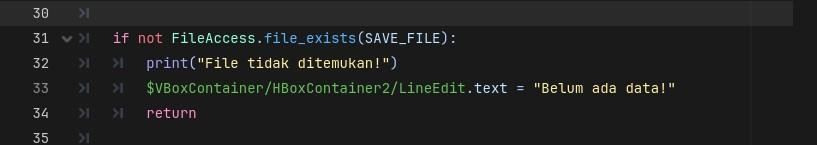 30
31 if not FileAccess.file_exists(SAVE_FILE):
32 print("File tidak ditemukan!")
33 $VBoxContainer/HBoxContainer2/LineEdit.text = "Belum ada data!"
34 return
35